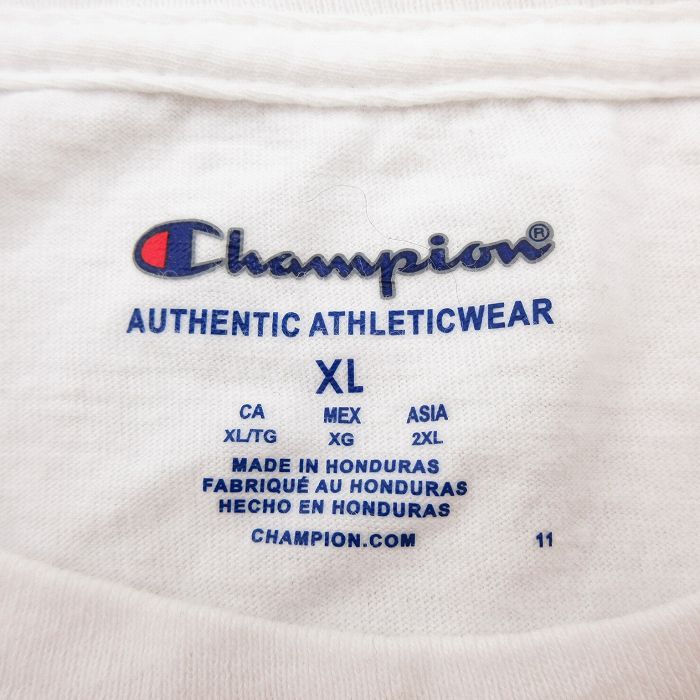 Champion®
AUTHENTIC ATHLETICWEAR
XL
CA MEX ASIA
XL/TG XG 2XL
MADE IN HONDURAS
FABRIQUÉ AU HONDURAS
HECHO EN HONDURAS
CHAMPION.COM 11